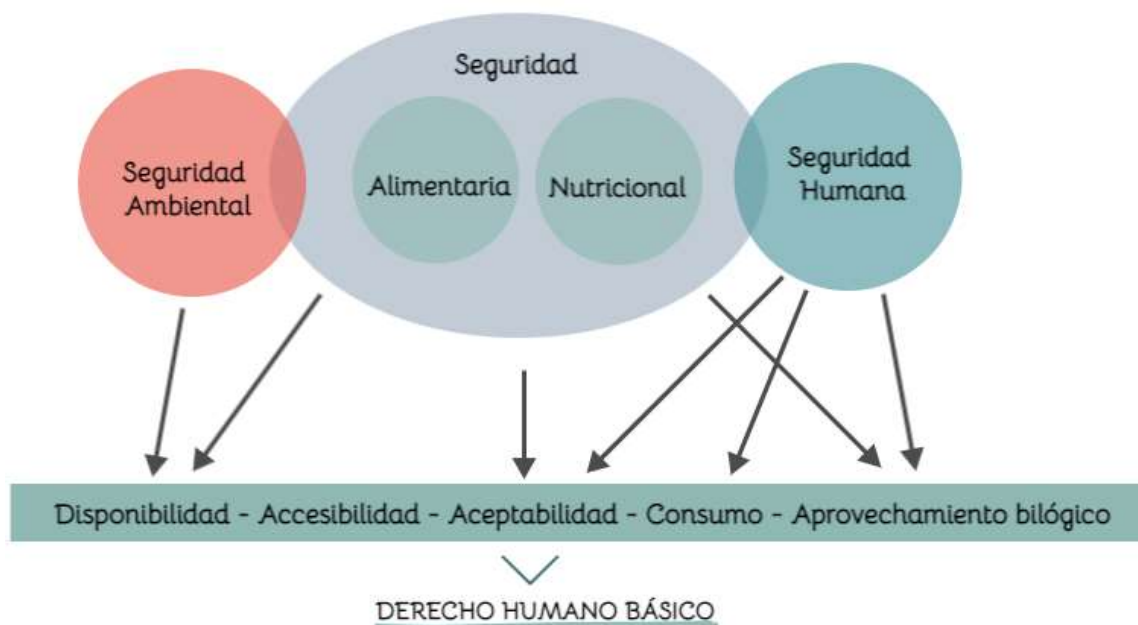 Seguridad
Seguridad
Ambiental
Alimentaria
Nutricional
Seguridad
Humana
Disponibilidad - Accesibilidad - Aceptabilidad - Consumo - Aprovechamiento bilógico
DERECHO HUMANO BÁSICO